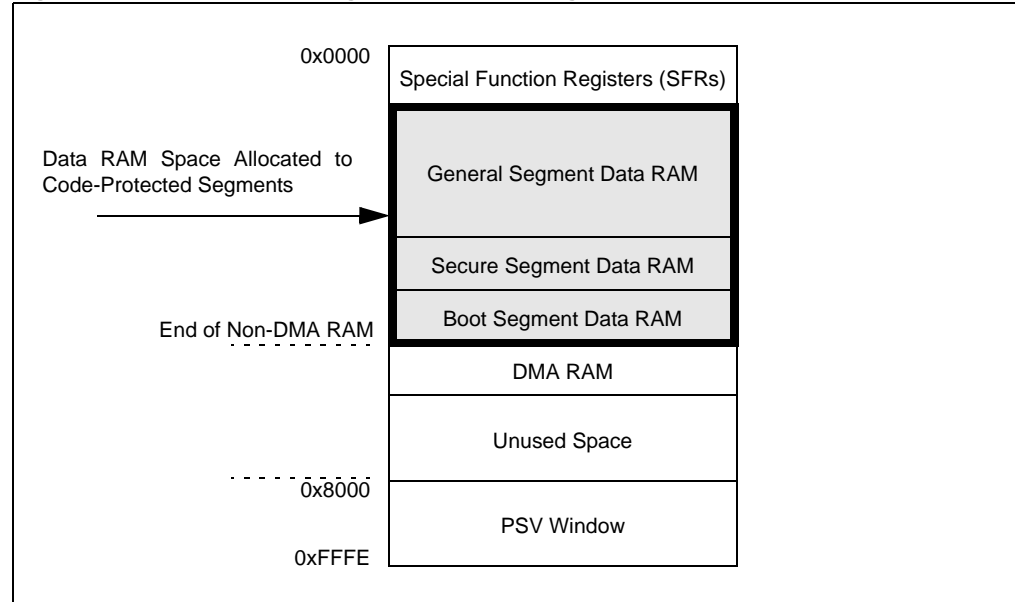 0x0000
Special Function Registers (SFRs)
Data RAM Space Allocated to
Code-Protected Segments
General Segment Data RAM
Secure Segment Data RAM
Boot Segment Data RAM
End of Non-DMA RAM
DMA RAM
Unused Space
0x8000
PSV Window
0xFFFE